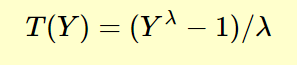 T(Y) = (Y^λ − 1)/λ